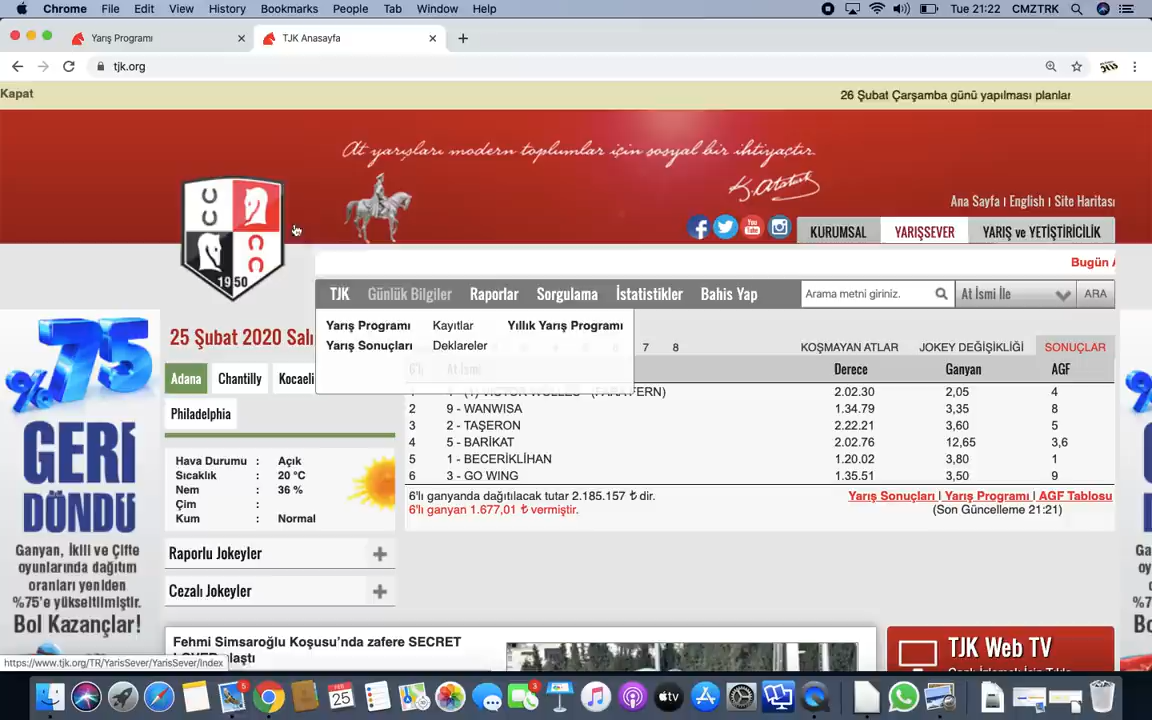 Chrome File Edit View History Bookmarks People Tab Window Help Tue 21:22 CMZTRK
Yarış Programı
TJK Anasayfa
tjk.org
Kapat
26 Şubat Çarşamba günü yapılması planlar
At yarışları modern toplumlar için sosyal bir ihtiyaçtır.
K. Atatürk
1950
Ana Sayfa | English | Site Haritası
KURUMSAL YARIŞSEVER YARIŞ ve YETİŞTİRİCİLİK
Bugün A
TJK Günlük Bilgiler Raporlar Sorgulama İstatistikler Bahis Yap
Arama metni giriniz. At İsmi İle ARA
Yarış Programı Kayıtlar Yıllık Yarış Programı
Yarış Sonuçları Deklareler
25 Şubat 2020 Salı
7 8
KOŞMAYAN ATLAR JOKEY DEĞİŞİKLİĞİ SONUÇLAR
Adana Chantilly Kocaeli
Philadelphia
At İsmi Derece Ganyan AGF
2.02.30 2,05 4
2 9 - WANWISA 1.34.79 3,35 8
3 2 - TAŞERON 2.22.21 3,60 5
4 5 - BARİKAT 2.02.76 12,65 3,6
5 1 - BECERİKLİHAN 1.20.02 3,80 1
6 3 - GO WING 1.35.51 3,50 9
6'lı ganyanda dağıtılacak tutar 2.185.157 ₺ dir.
6'lı ganyan 1.677,01 ₺ vermiştir.
Yarış Sonuçları | Yarış Programı | AGF Tablosu
(Son Güncelleme 21:21)
Hava Durumu : Açık
Sıcaklık : 20 °C
Nem : 36 %
Çim :
Kum : Normal
Raporlu Jokeyler
Cezalı Jokeyler
%75
GERİ
DÖNDÜ
Ganyan, İkili ve Çifte
oyunlarında dağıtım
oranları yeniden
%75'e yükseltilmiştir.
Bol Kazançlar!
Fehmi Simsaroğlu Koşusu'nda zafere SECRET
TJK Web TV
https://www.tjk.org/TR/YarisSever/YarisSever/Index